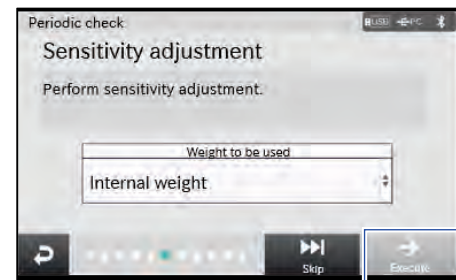 Periodic check
USB PC
Sensitivity adjustment
Perform sensitivity adjustment.
Weight to be used
Internal weight
Skip
Execute